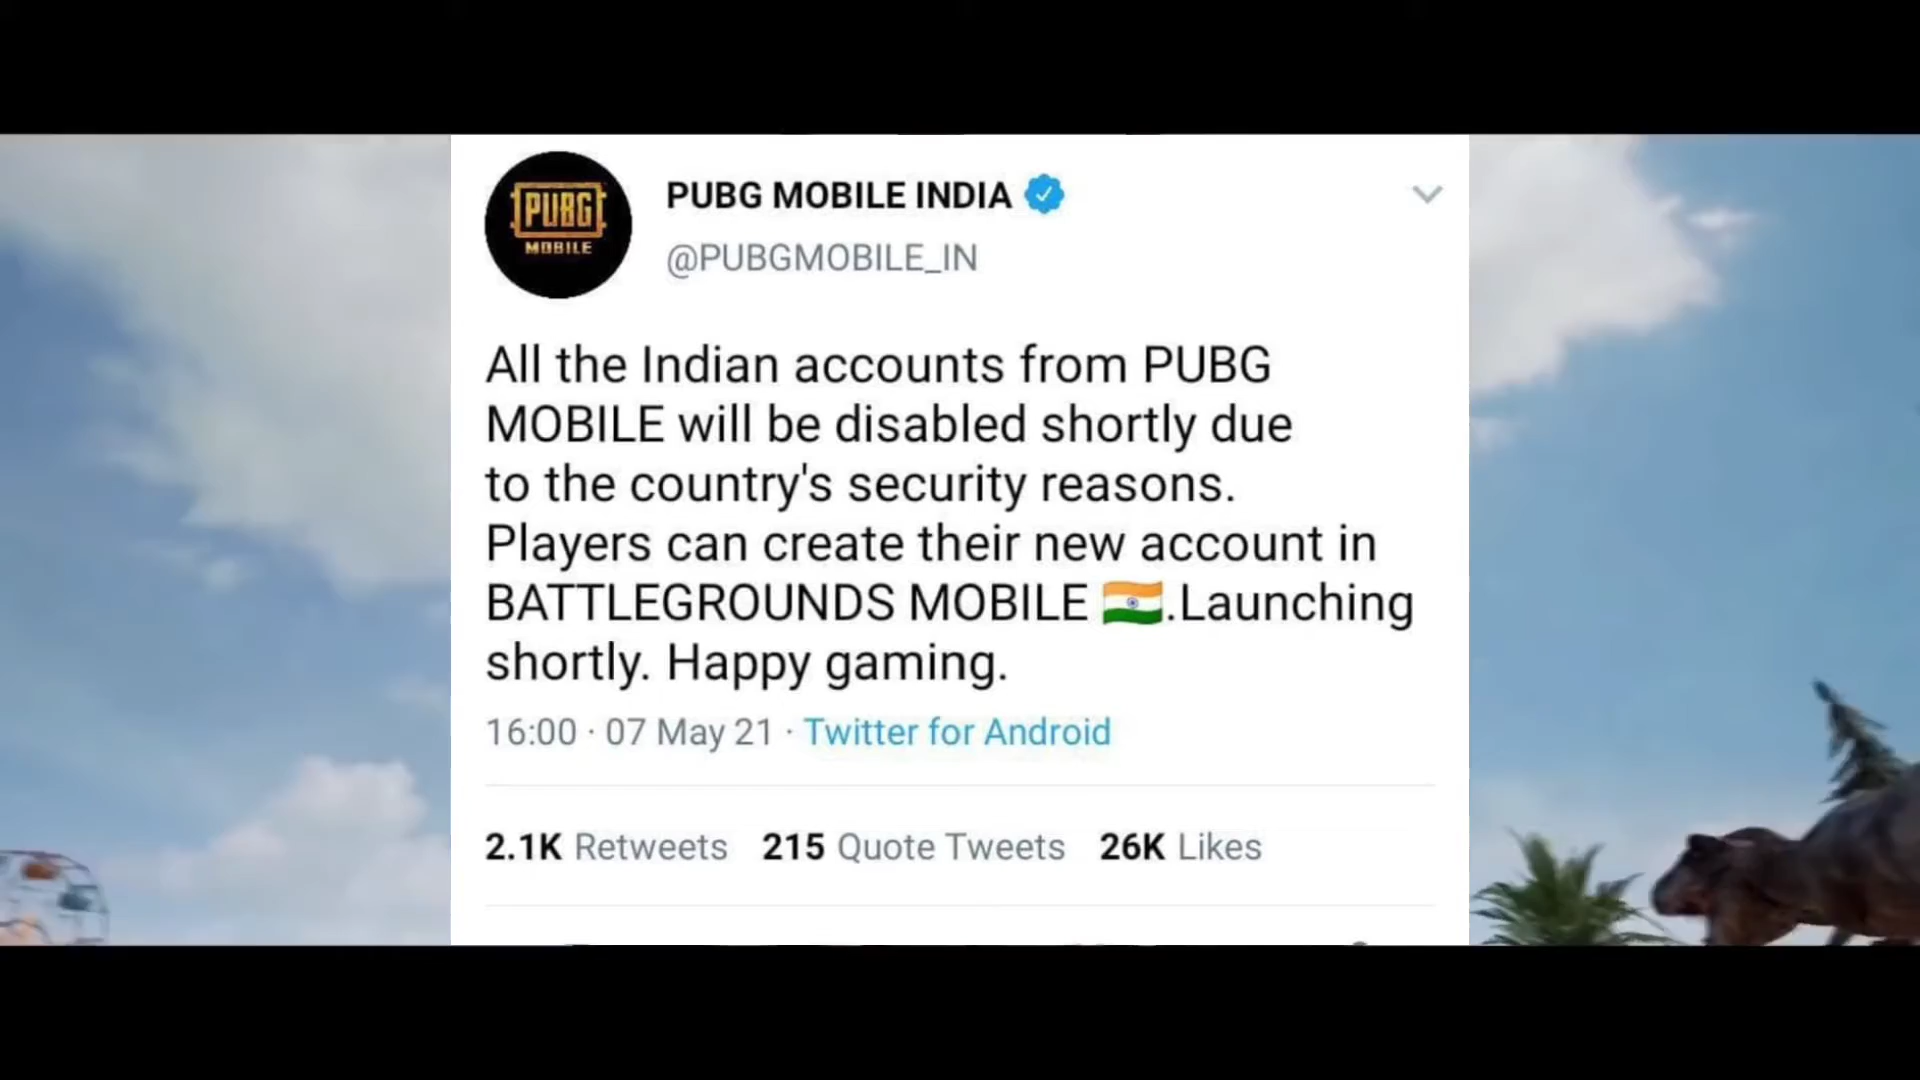 PUBG
MOBILE
PUBG MOBILE INDIA
@PUBGMOBILE_IN
All the Indian accounts from PUBG
MOBILE will be disabled shortly due
to the country's security reasons.
Players can create their new account in
BATTLEGROUNDS MOBILE 🇮🇳.Launching
shortly. Happy gaming.
16:00 · 07 May 21 · Twitter for Android
2.1K Retweets 215 Quote Tweets 26K Likes